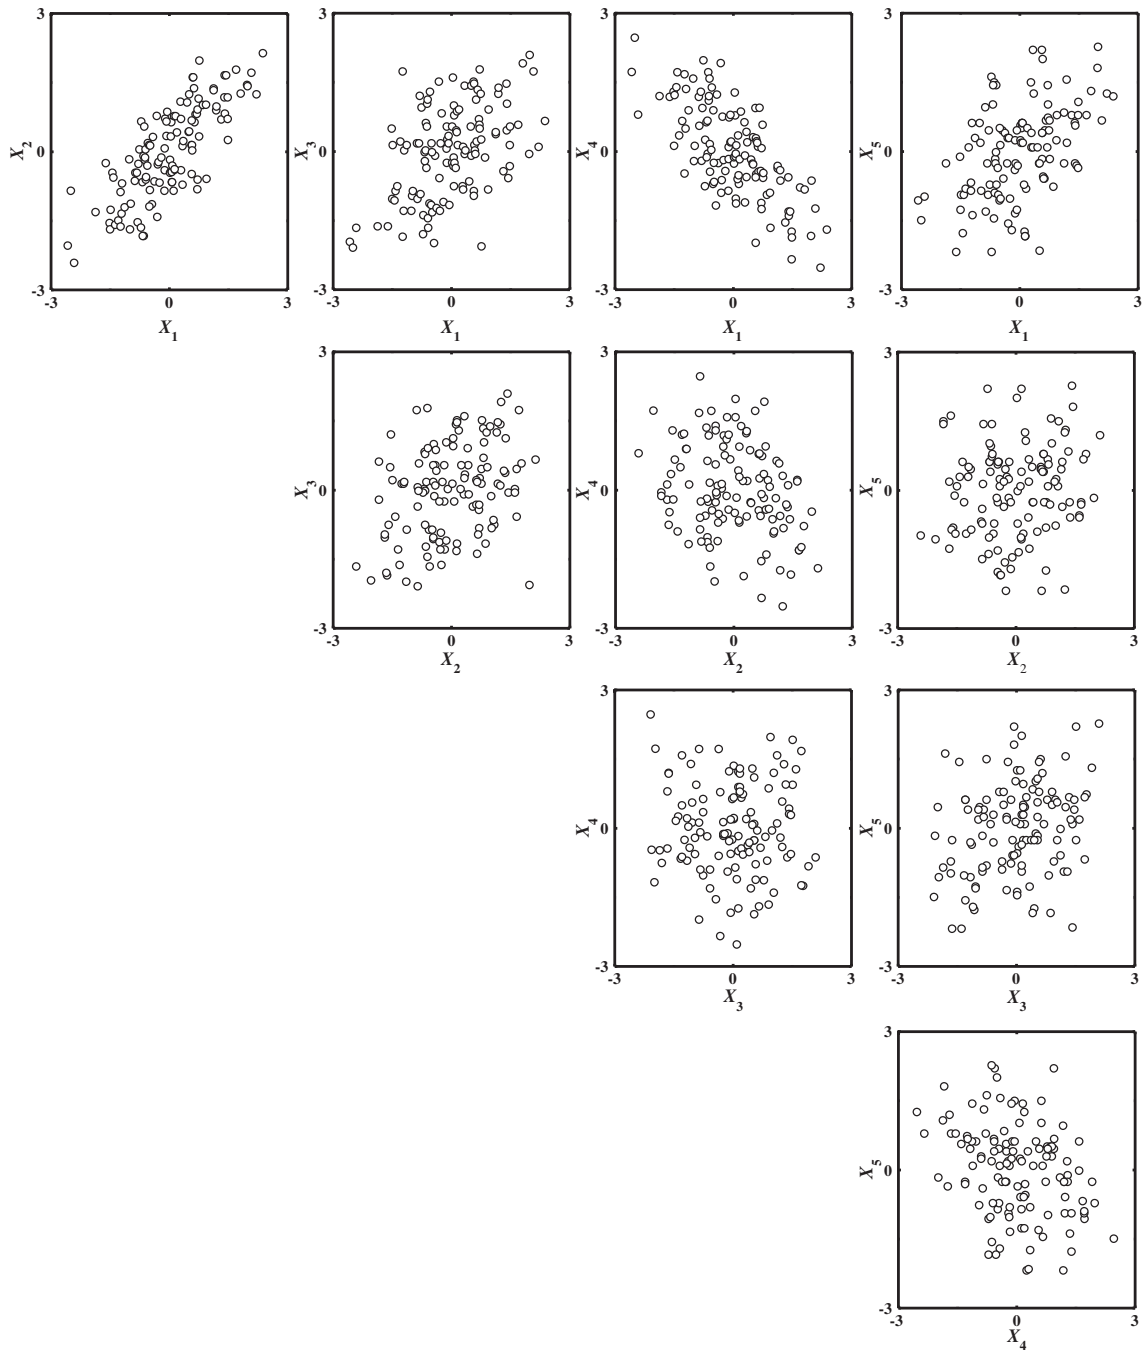 3 3 3 3
X2 X3 X4 X5
0 0 0 0
-3 -3 -3 -3
-3 0 3 -3 0 3 -3 0 3 -3 0 3
X1 X1 X1 X1
3 3 3
X3 X4 X5
0 0 0
-3 -3 -3
-3 0 3 -3 0 3 -3 0 3
X2 X2 X2
3 3
X4 X5
0 0
-3 -3
-3 0 3 -3 0 3
X3 X3
3
X5
0
-3
-3 0 3
X4